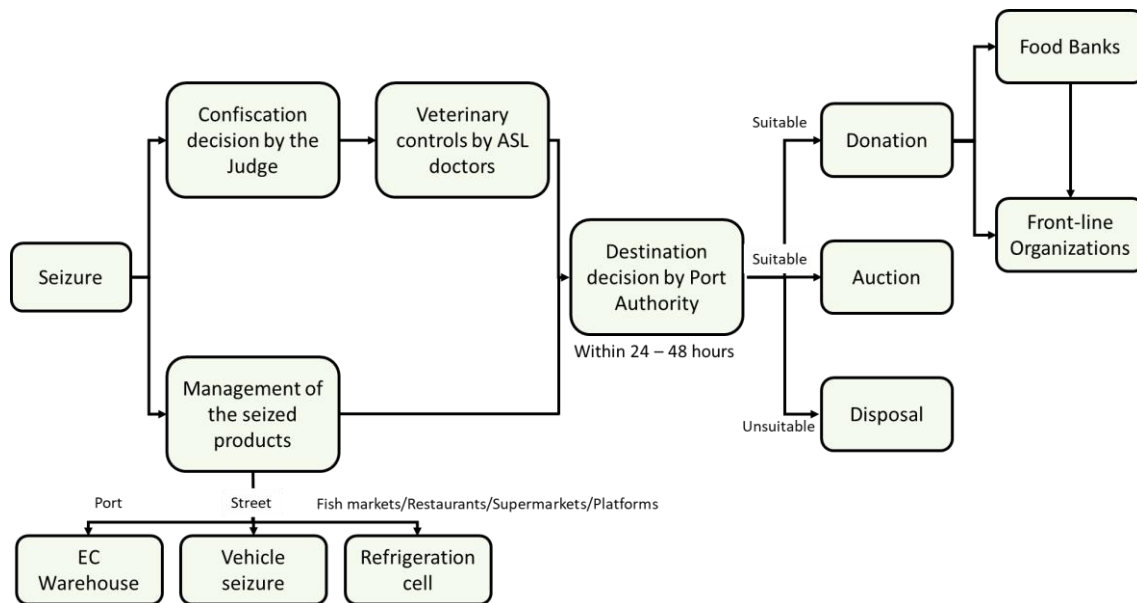 Seizure
Confiscation
decision by the
Judge
Veterinary
controls by ASL
doctors
Management of
the seized
products
Port
Street
Fish markets/Restaurants/Supermarkets/Platforms
EC
Warehouse
Vehicle
seizure
Refrigeration
cell
Destination
decision by Port
Authority
Within 24 – 48 hours
Suitable
Donation
Suitable
Auction
Unsuitable
Disposal
Food Banks
Front-line
Organizations